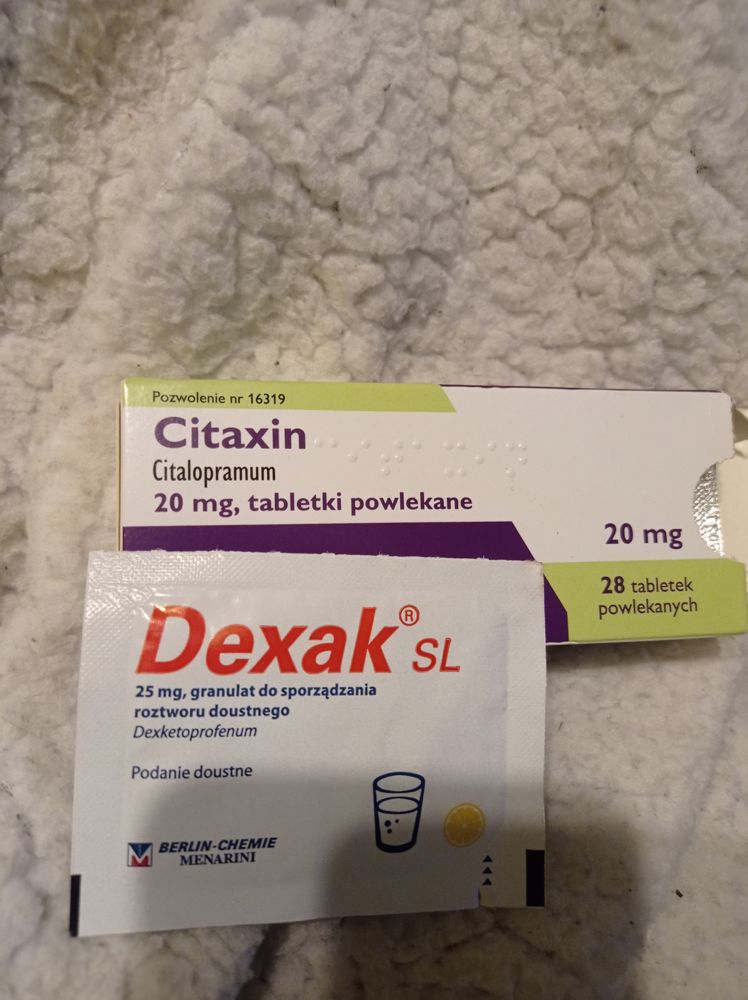 Pozwolenie nr 16319
Citaxin
Citalopramum
20 mg, tabletki powlekane
20 mg
28 tabletek
powlekanych
Dexak® SL
25 mg, granulat do sporządzania
roztworu doustnego
Dexketoprofenum
Podanie doustne
BERLIN-CHEMIE
MENARINI